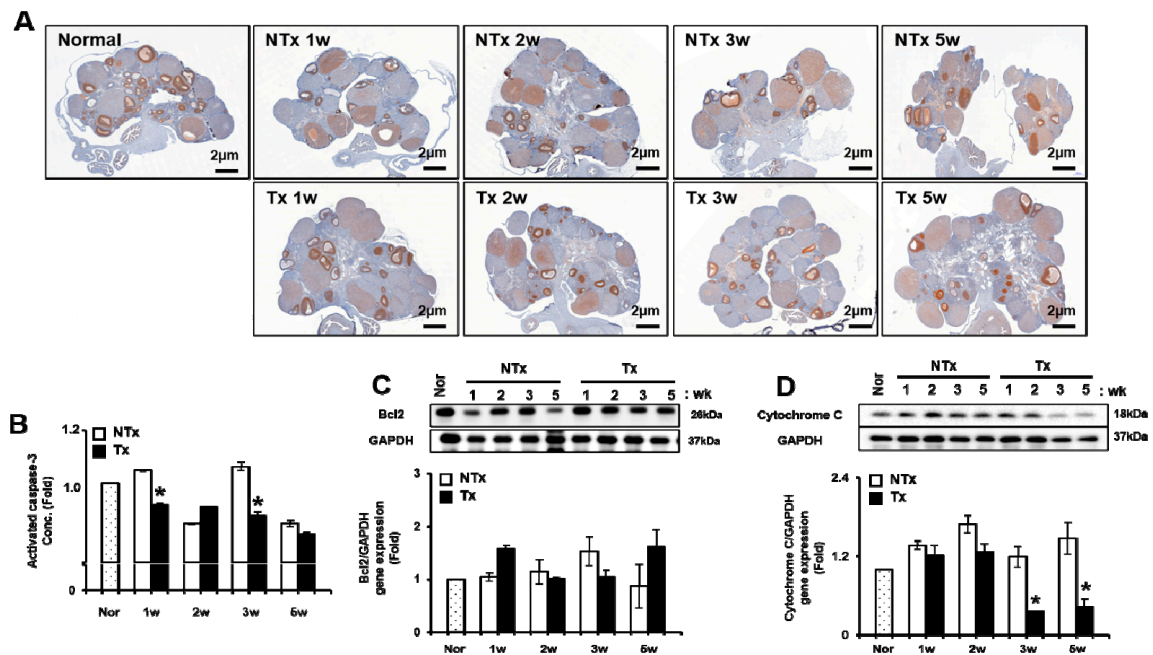 A
Normal
NTx 1w
NTx 2w
NTx 3w
NTx 5w
2μm
2μm
2μm
2μm
2μm
Tx 1w
Tx 2w
Tx 3w
Tx 5w
2μm
2μm
2μm
2μm
B
1.2
1.0
0
Activated caspase-3
Conc. (Fold)
NTx
Tx
*
*
Nor 1w 2w 3w 5w
C
Nor
NTx
Tx
1 2 3 5 1 2 3 5 : wk
Bcl2
26kDa
GAPDH
37kDa
3
2
1
0
Bcl2/GAPDH
gene expression
(Fold)
NTx
Tx
Nor 1w 2w 3w 5w
D
Nor
NTx
Tx
1 2 3 5 1 2 3 5 : wk
Cytochrome C
18kDa
GAPDH
37kDa
2.4
1.2
0
Cytochrome C/GAPDH
gene expression
(Fold)
NTx
Tx
*
*
Nor 1w 2w 3w 5w